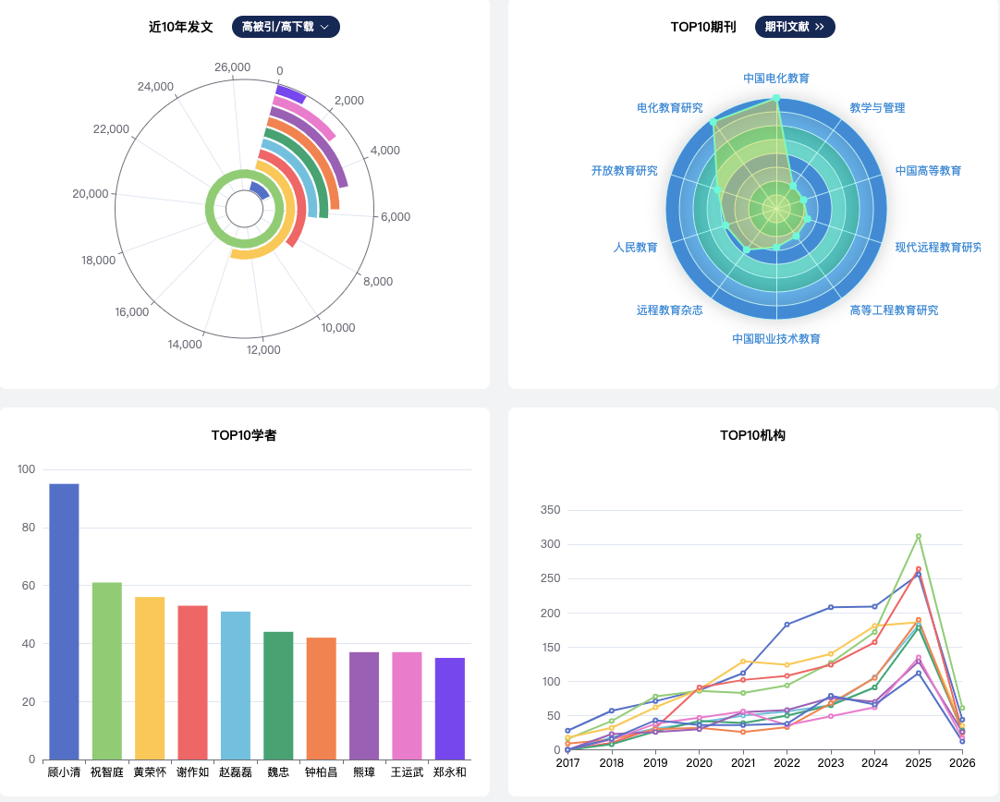 近10年发文
高被引/高下载
0
2,000
4,000
6,000
8,000
10,000
12,000
14,000
16,000
18,000
20,000
22,000
24,000
26,000
TOP10期刊
期刊文献
中国电化教育
电化教育研究
开放教育研究
人民教育
远程教育杂志
中国职业技术教育
高等工程教育研究
现代远程教育研究
中国高等教育
教学与管理
TOP10学者
100
80
60
40
20
0
顾小清 祝智庭 黄荣怀 谢作如 赵磊磊 魏忠 钟柏昌 熊璋 王运武 郑永和
TOP10机构
350
300
250
200
150
100
50
0
2017 2018 2019 2020 2021 2022 2023 2024 2025 2026